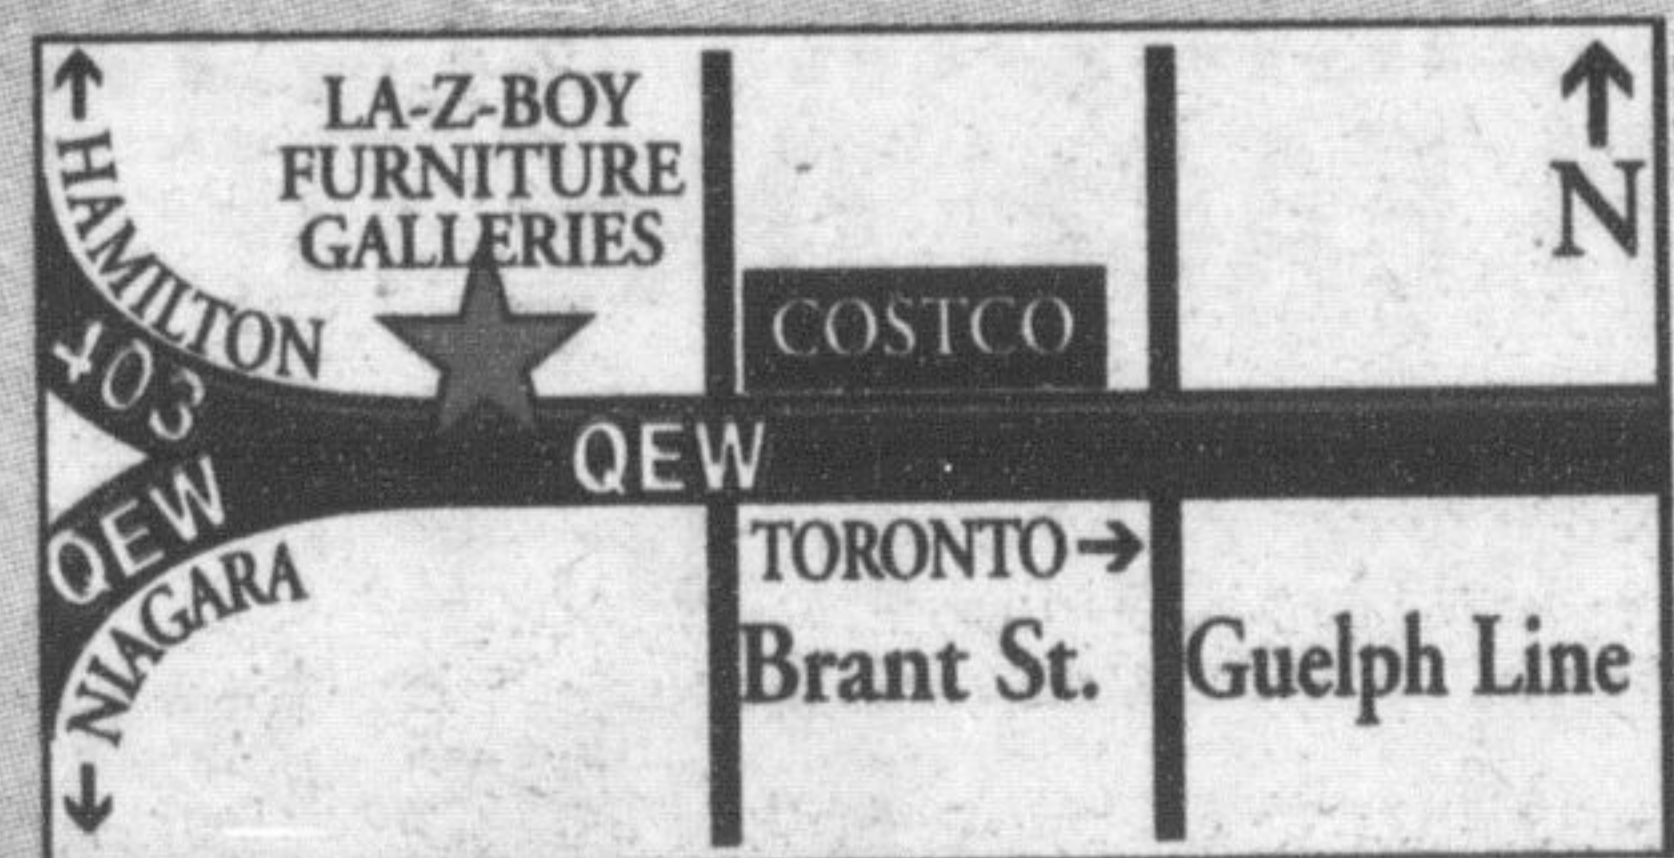 LA-Z-BOY
FURNITURE
GALLERIES
N
HAMILTON
COSTCO
403
QEW
QEW
TORONTO
NIAGARA
Brant St.
Guelph Line